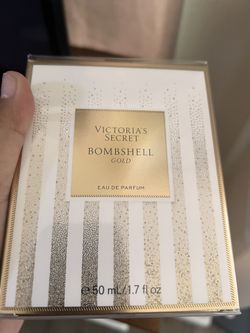 VICTORIA'S
SECRET
BOMBSHELL
GOLD
EAU DE PARFUM
℮ 50 mL/1.7 fl oz